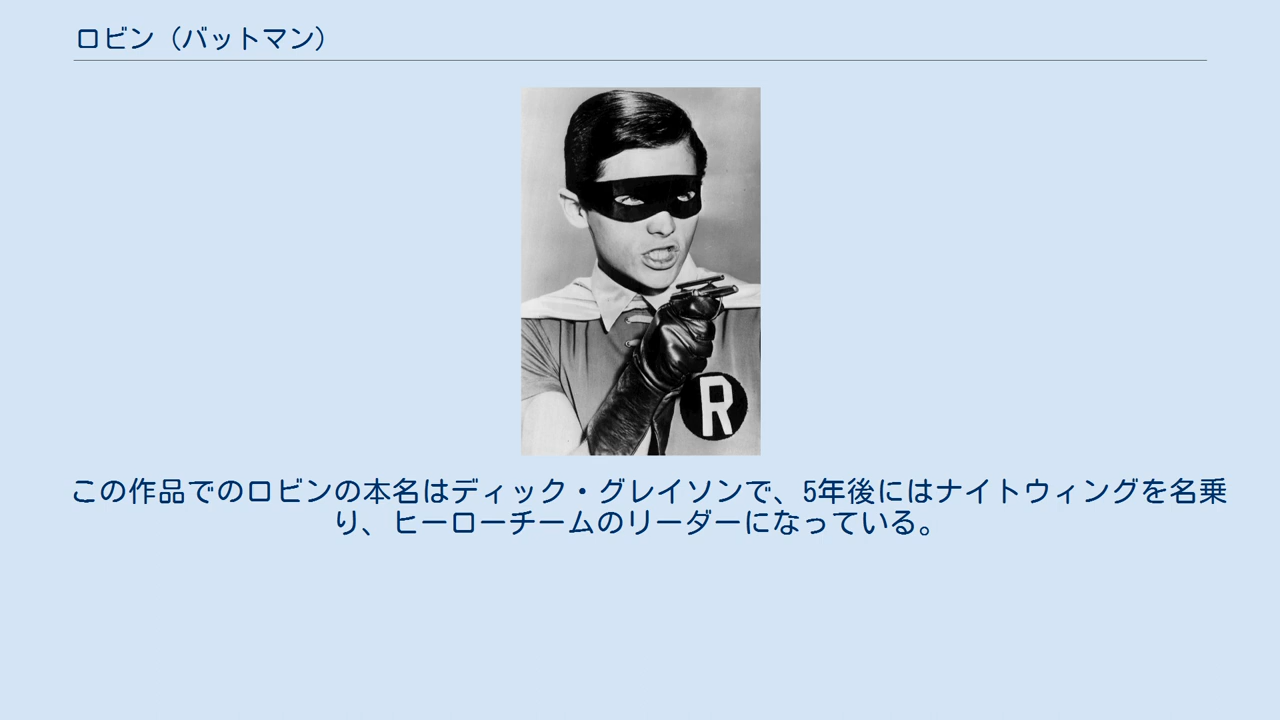 ロビン（バットマン）
R
この作品でのロビンの本名はディック・グレイソンで、5年後にはナイトウィングを名乗
り、ヒーローチームのリーダーになっている。